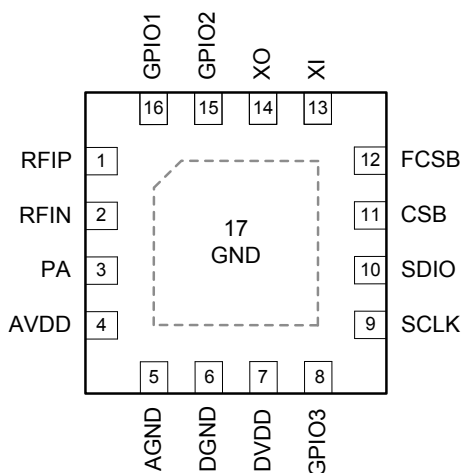 GPIO1
GPIO2
XO
XI
16
15
14
13
RFIP
1
12
FCSB
RFIN
2
17
GND
11
CSB
PA
3
10
SDIO
AVDD
4
9
SCLK
5
6
7
8
AGND
DGND
DVDD
GPIO3